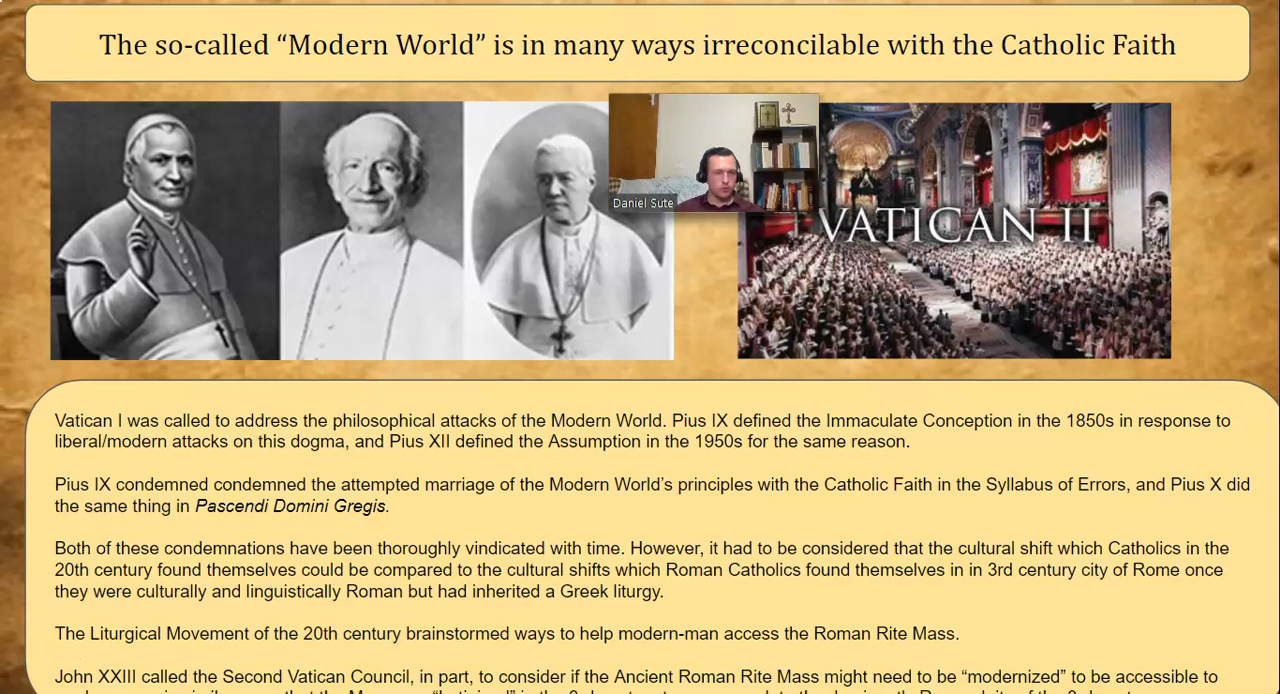 The so-called “Modern World” is in many ways irreconcilable with the Catholic Faith
Daniel Sute
VATICAN II
Vatican I was called to address the philosophical attacks of the Modern World. Pius IX defined the Immaculate Conception in the 1850s in response to
liberal/modern attacks on this dogma, and Pius XII defined the Assumption in the 1950s for the same reason.
Pius IX condemned condemned the attempted marriage of the Modern World’s principles with the Catholic Faith in the Syllabus of Errors, and Pius X did
the same thing in Pascendi Domini Gregis.
Both of these condemnations have been thoroughly vindicated with time. However, it had to be considered that the cultural shift which Catholics in the
20th century found themselves could be compared to the cultural shifts which Roman Catholics found themselves in in 3rd century city of Rome once
they were culturally and linguistically Roman but had inherited a Greek liturgy.
The Liturgical Movement of the 20th century brainstormed ways to help modern-man access the Roman Rite Mass.
John XXIII called the Second Vatican Council, in part, to consider if the Ancient Roman Rite Mass might need to be “modernized” to be accessible to